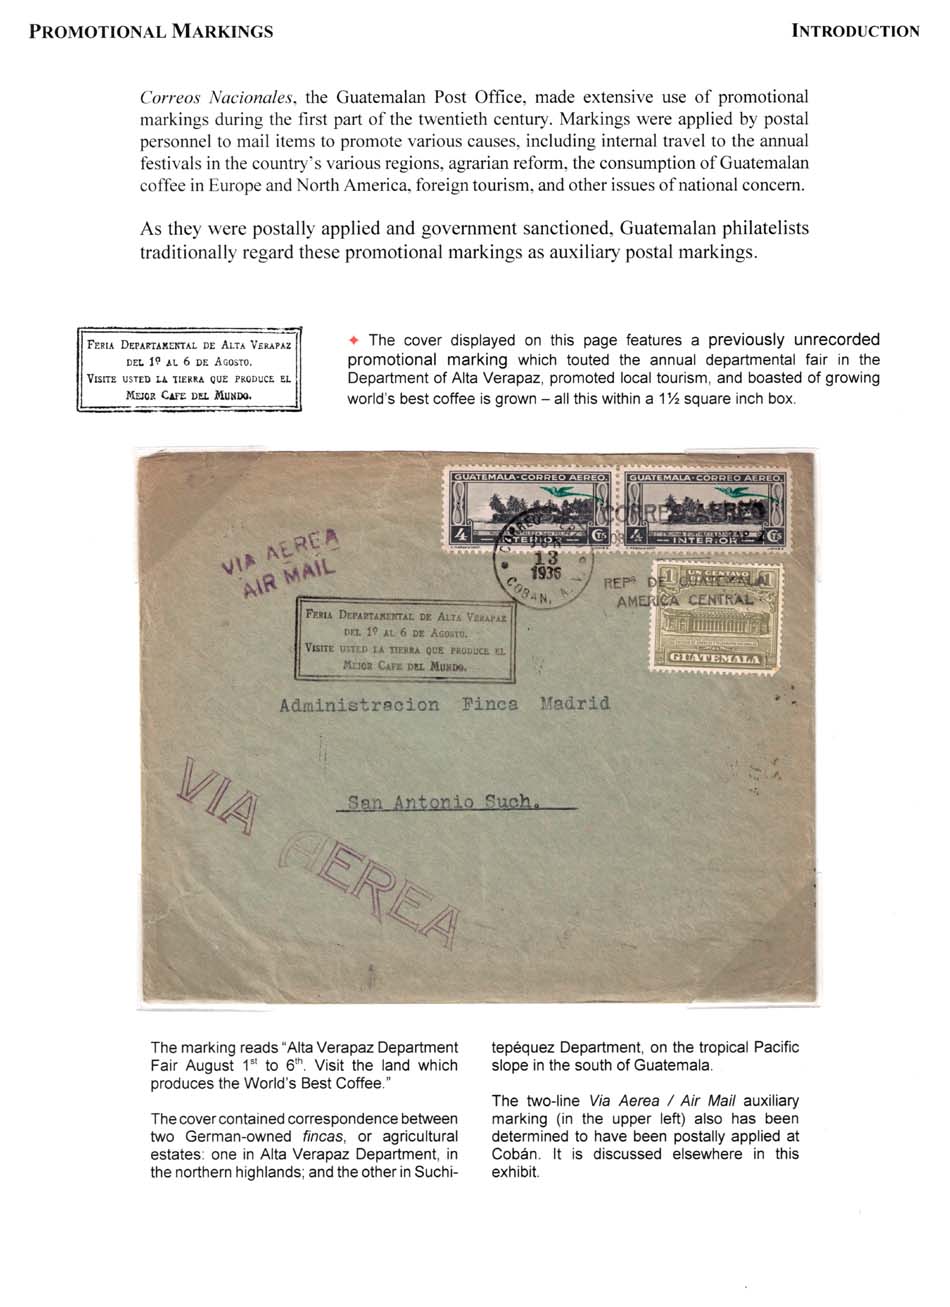 PROMOTIONAL MARKINGS
INTRODUCTION
Correos Nacionales, the Guatemalan Post Office, made extensive use of promotional
markings during the first part of the twentieth century. Markings were applied by postal
personnel to mail items to promote various causes, including internal travel to the annual
festivals in the country's various regions, agrarian reform, the consumption of Guatemalan
coffee in Europe and North America, foreign tourism, and other issues of national concern.
As they were postally applied and government sanctioned, Guatemalan philatelists
traditionally regard these promotional markings as auxiliary postal markings.
FERIA DEPARTAMENTAL DE ALTA VERAPAZ
DEL 1º AL 6 DE AGOSTO.
VISITE USTED LA TIERRA QUE PRODUCE EL
MEJOR CAFE DEL MUNDO.
The cover displayed on this page features a previously unrecorded
promotional marking which touted the annual departmental fair in the
Department of Alta Verapaz, promoted local tourism, and boasted of growing
world's best coffee is grown – all this within a 1½ square inch box.
GUATEMALA-CORREO AEREO.
GUATEMALA-CORREO AEREO.
4 INTERIOR Cts
4 INTERIOR Cts
CORREO AEREO
13
1936
COBAN, A. V.
REPª DE GUATEMALA
AMERICA CENTRAL
1 UN CENTAVO 1
GUATEMALA
VIA AEREA
AIR MAIL
FERIA DEPARTAMENTAL DE ALTA VERAPAZ
DEL 1º AL 6 DE AGOSTO.
VISITE USTED LA TIERRA QUE PRODUCE EL
MEJOR CAFE DEL MUNDO.
Administracion Finca Madrid
San Antonio Such.
VIA AEREA
The marking reads "Alta Verapaz Department
Fair August 1st to 6th. Visit the land which
produces the World's Best Coffee."
The cover contained correspondence between
two German-owned fincas, or agricultural
estates: one in Alta Verapaz Department, in
the northern highlands; and the other in Suchi-
tepéquez Department, on the tropical Pacific
slope in the south of Guatemala.
The two-line Via Aerea / Air Mail auxiliary
marking (in the upper left) also has been
determined to have been postally applied at
Cobán. It is discussed elsewhere in this
exhibit.